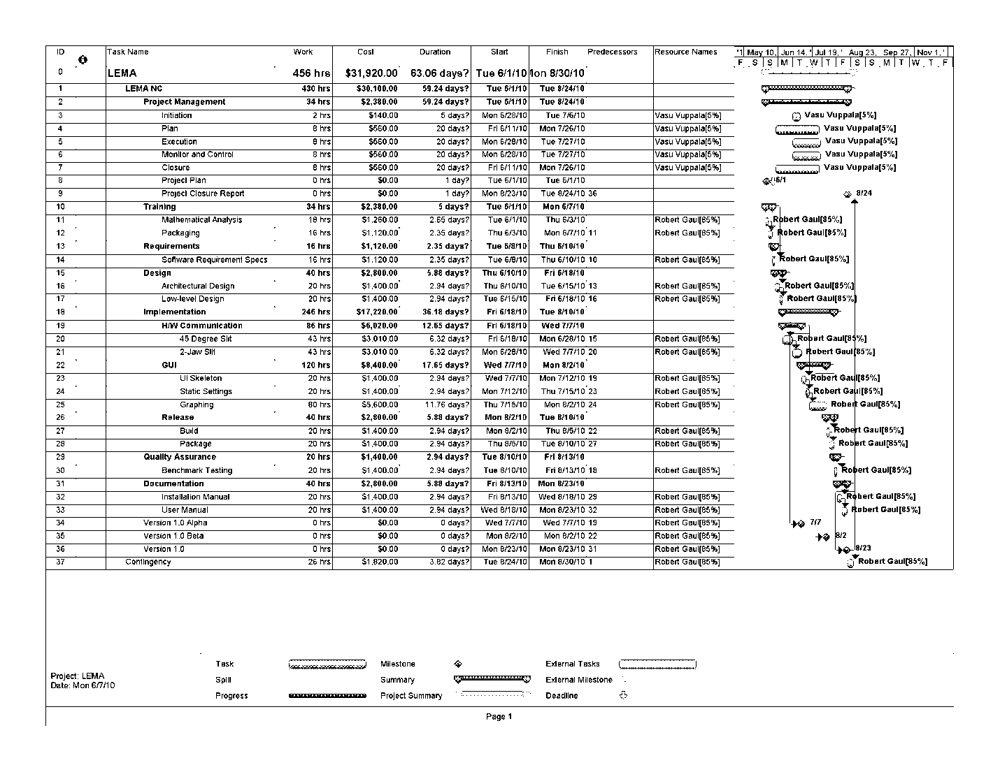 ID Task Name Work Cost Duration Start Finish Predecessors Resource Names '1 May 10, ' Jun 14, ' Jul 19, ' Aug 23, Sep 27, Nov 1, '
F S S M T W T F S S M T W T F
0 LEMA 456 hrs $31,920.00 63.06 days? Tue 6/1/10 Mon 8/30/10
1 LEMA NC 430 hrs $30,100.00 59.24 days? Tue 6/1/10 Tue 8/24/10
2 Project Management 34 hrs $2,380.00 59.24 days? Tue 6/1/10 Tue 8/24/10
3 Initiation 2 hrs $140.00 5 days? Mon 6/28/10 Tue 7/6/10 Vasu Vuppala[5%] Vasu Vuppala[5%]
4 Plan 8 hrs $560.00 20 days? Fri 6/11/10 Mon 7/26/10 Vasu Vuppala[5%] Vasu Vuppala[5%]
5 Execution 8 hrs $560.00 20 days? Mon 6/28/10 Tue 7/27/10 Vasu Vuppala[5%] Vasu Vuppala[5%]
6 Monitor and Control 8 hrs $560.00 20 days? Mon 6/28/10 Tue 7/27/10 Vasu Vuppala[5%] Vasu Vuppala[5%]
7 Closure 8 hrs $560.00 20 days? Fri 6/11/10 Mon 7/26/10 Vasu Vuppala[5%] Vasu Vuppala[5%]
8 Project Plan 0 hrs $0.00 1 day? Tue 6/1/10 Tue 6/1/10 6/1
9 Project Closure Report 0 hrs $0.00 1 day? Mon 8/23/10 Tue 8/24/10 36 8/24
10 Training 34 hrs $2,380.00 5 days? Tue 6/1/10 Mon 6/7/10
11 Mathematical Analysis 18 hrs $1,260.00 2.65 days? Tue 6/1/10 Thu 6/3/10 Robert Gaul[85%] Robert Gaul[85%]
12 Packaging 16 hrs $1,120.00 2.35 days? Thu 6/3/10 Mon 6/7/10 11 Robert Gaul[85%] Robert Gaul[85%]
13 Requirements 16 hrs $1,120.00 2.35 days? Tue 6/8/10 Thu 6/10/10
14 Software Requirement Specs 16 hrs $1,120.00 2.35 days? Tue 6/8/10 Thu 6/10/10 10 Robert Gaul[85%] Robert Gaul[85%]
15 Design 40 hrs $2,800.00 5.88 days? Thu 6/10/10 Fri 6/18/10
16 Architectural Design 20 hrs $1,400.00 2.94 days? Thu 6/10/10 Tue 6/15/10 13 Robert Gaul[85%] Robert Gaul[85%]
17 Low-level Design 20 hrs $1,400.00 2.94 days? Tue 6/15/10 Fri 6/18/10 16 Robert Gaul[85%] Robert Gaul[85%]
18 Implementation 246 hrs $17,220.00 36.18 days? Fri 6/18/10 Tue 8/10/10
19 H/W Communication 86 hrs $6,020.00 12.65 days? Fri 6/18/10 Wed 7/7/10
20 45 Degree Slit 43 hrs $3,010.00 6.32 days? Fri 6/18/10 Mon 6/28/10 15 Robert Gaul[85%] Robert Gaul[85%]
21 2-Jaw Slit 43 hrs $3,010.00 6.32 days? Mon 6/28/10 Wed 7/7/10 20 Robert Gaul[85%] Robert Gaul[85%]
22 GUI 120 hrs $8,400.00 17.65 days? Wed 7/7/10 Mon 8/2/10
23 UI Skeleton 20 hrs $1,400.00 2.94 days? Wed 7/7/10 Mon 7/12/10 19 Robert Gaul[85%] Robert Gaul[85%]
24 Static Settings 20 hrs $1,400.00 2.94 days? Mon 7/12/10 Thu 7/15/10 23 Robert Gaul[85%] Robert Gaul[85%]
25 Graphing 80 hrs $5,600.00 11.76 days? Thu 7/15/10 Mon 8/2/10 24 Robert Gaul[85%] Robert Gaul[85%]
26 Release 40 hrs $2,800.00 5.88 days? Mon 8/2/10 Tue 8/10/10
27 Build 20 hrs $1,400.00 2.94 days? Mon 8/2/10 Thu 8/5/10 22 Robert Gaul[85%] Robert Gaul[85%]
28 Package 20 hrs $1,400.00 2.94 days? Thu 8/5/10 Tue 8/10/10 27 Robert Gaul[85%] Robert Gaul[85%]
29 Quality Assurance 20 hrs $1,400.00 2.94 days? Tue 8/10/10 Fri 8/13/10
30 Benchmark Testing 20 hrs $1,400.00 2.94 days? Tue 8/10/10 Fri 8/13/10 18 Robert Gaul[85%] Robert Gaul[85%]
31 Documentation 40 hrs $2,800.00 5.88 days? Fri 8/13/10 Mon 8/23/10
32 Installation Manual 20 hrs $1,400.00 2.94 days? Fri 8/13/10 Wed 8/18/10 29 Robert Gaul[85%] Robert Gaul[85%]
33 User Manual 20 hrs $1,400.00 2.94 days? Wed 8/18/10 Mon 8/23/10 32 Robert Gaul[85%] Robert Gaul[85%]
34 Version 1.0 Alpha 0 hrs $0.00 0 days? Wed 7/7/10 Wed 7/7/10 19 Robert Gaul[85%] 7/7
35 Version 1.0 Beta 0 hrs $0.00 0 days? Mon 8/2/10 Mon 8/2/10 22 Robert Gaul[85%] 8/2
36 Version 1.0 0 hrs $0.00 0 days? Mon 8/23/10 Mon 8/23/10 31 Robert Gaul[85%] 8/23
37 Contingency 26 hrs $1,820.00 3.82 days? Tue 8/24/10 Mon 8/30/10 1 Robert Gaul[85%] Robert Gaul[85%]
Task Milestone External Tasks
Project: LEMA
Date: Mon 6/7/10
Split Summary External Milestone
Progress Project Summary Deadline
Page 1